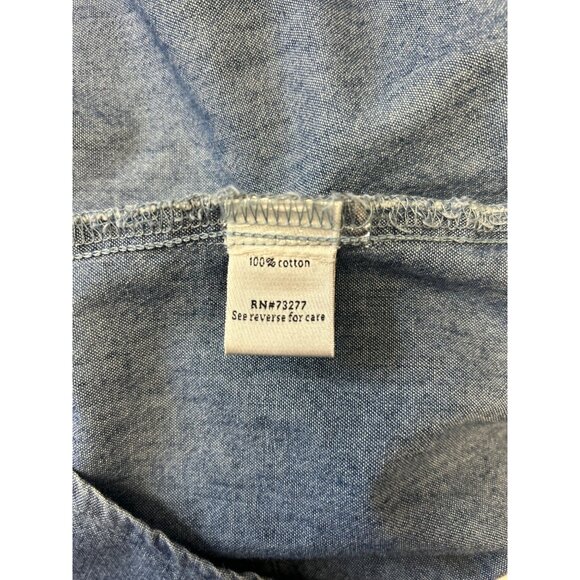 100% cotton
RN#73277
See reverse for care